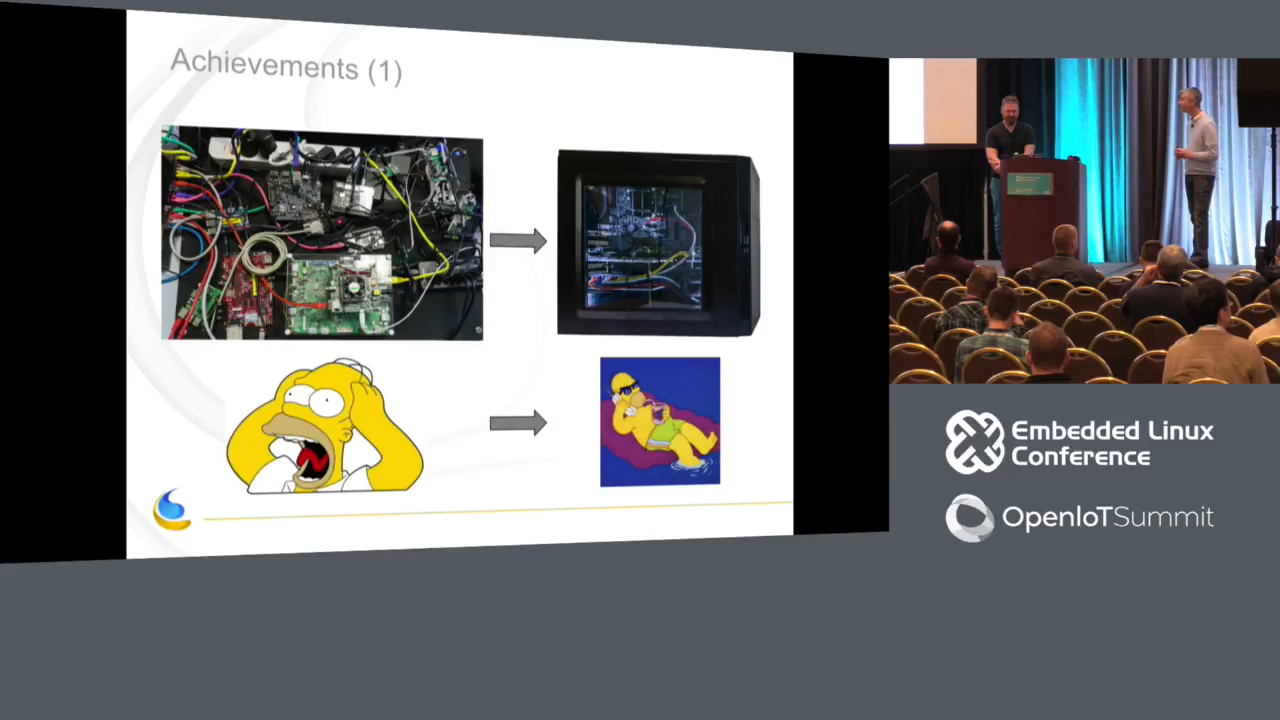 Achievements (1)
Embedded Linux
Conference
OpenIoTSummit